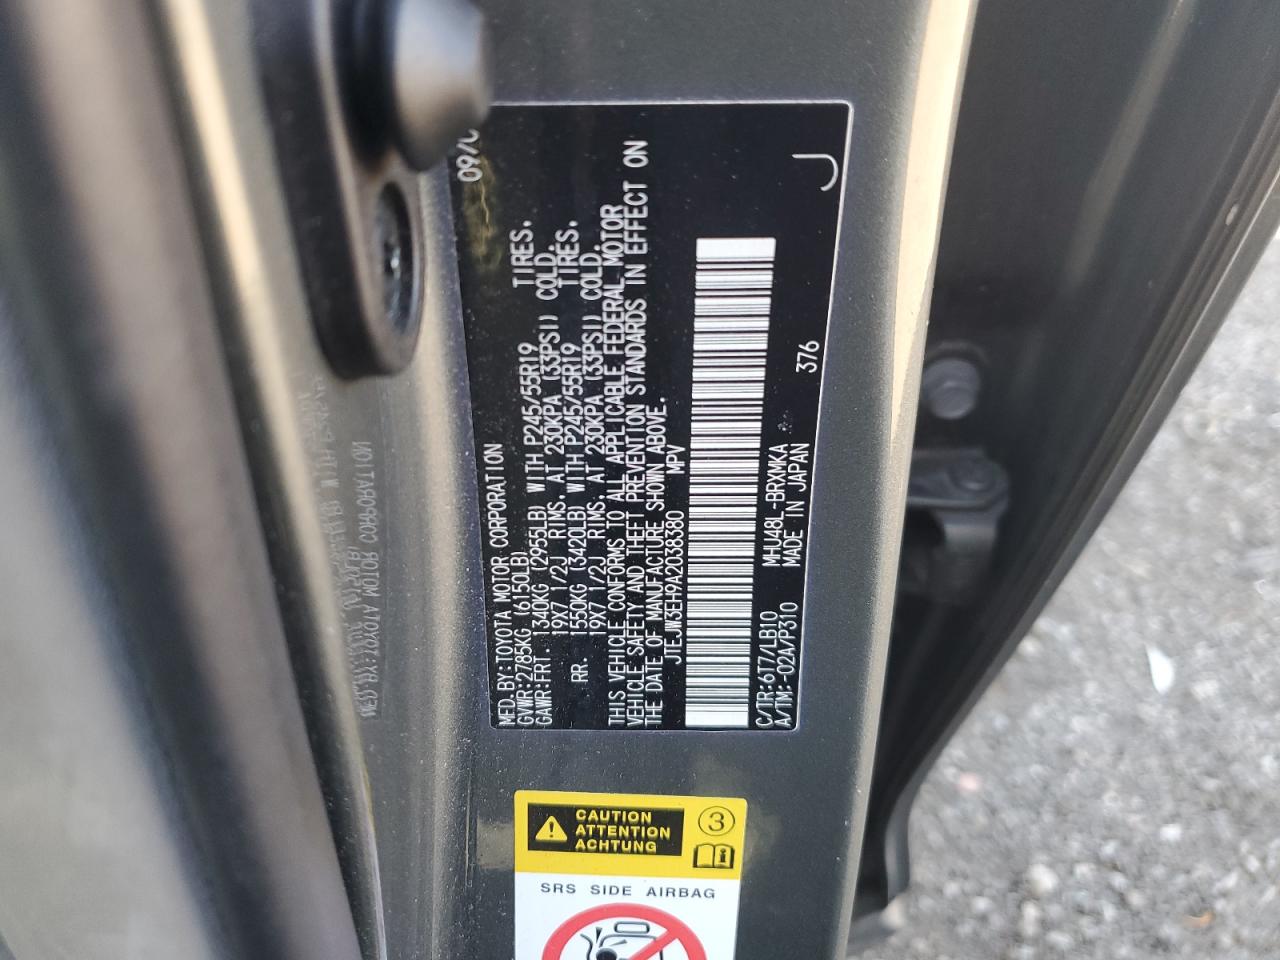 09/0
MFD. BY: TOYOTA MOTOR CORPORATION
GVWR: 2785KG (6150LB)
GAWR: FRT. 1340KG (2955LB) WITH P245/55R19 TIRES.
19X7 1/2J RIMS. AT 230KPA (33PSI) COLD.
RR. 1550KG (3420LB) WITH P245/55R19 TIRES.
19X7 1/2J RIMS. AT 230KPA (33PSI) COLD.
THIS VEHICLE CONFORMS TO ALL APPLICABLE FEDERAL MOTOR
VEHICLE SAFETY AND THEFT PREVENTION STANDARDS IN EFFECT ON
THE DATE OF MANUFACTURE SHOWN ABOVE.
JTEJW3EH9A2038380 MPV
C/TR: 6T7/LB10 MHU48L-BRXMKA
A/TM: -02A/P310 MADE IN JAPAN 376
J
CAUTION
ATTENTION
ACHTUNG
3
SRS SIDE AIRBAG